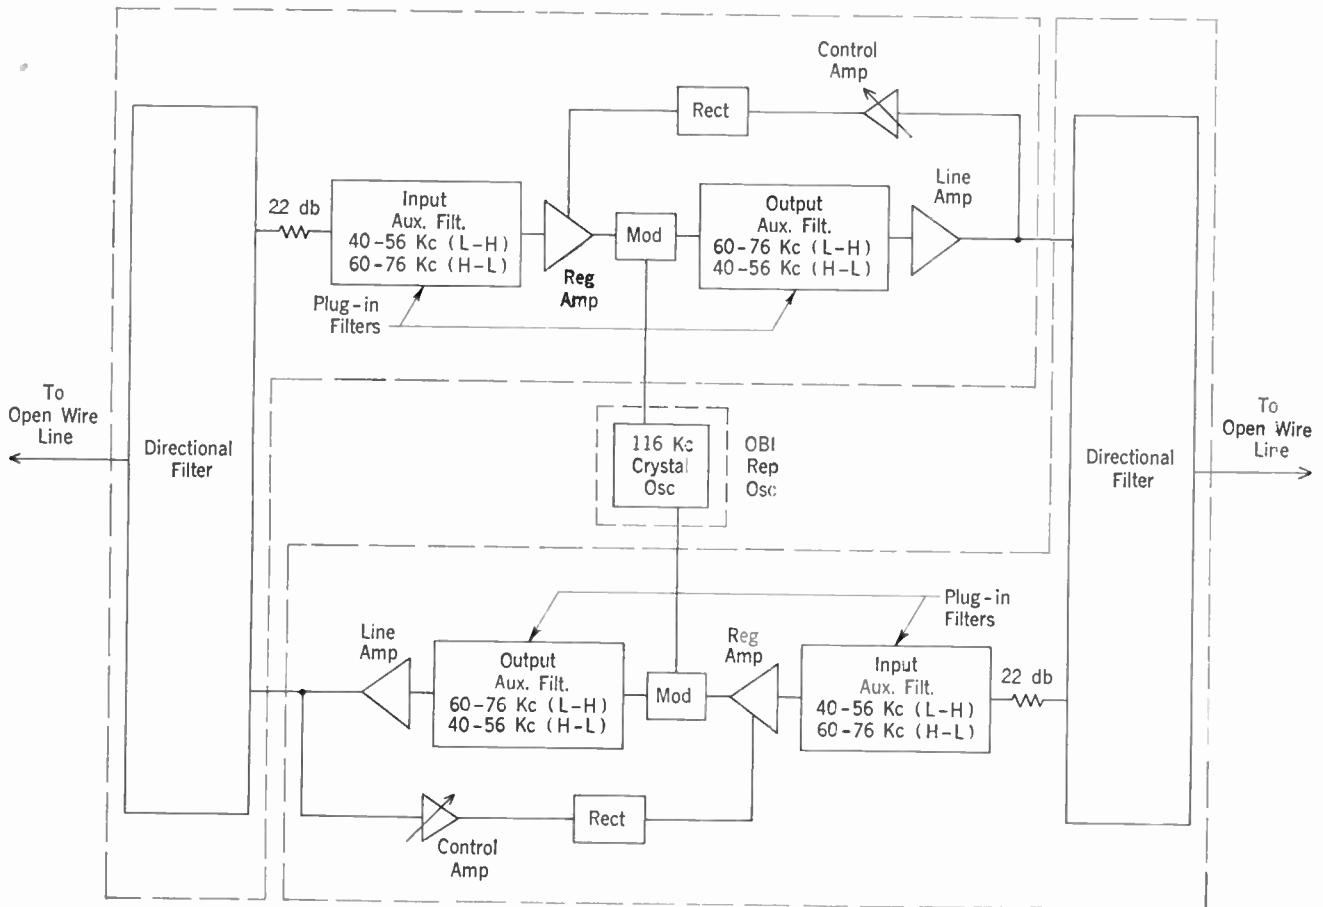 Control
Amp
Rect
Line
Amp
22 db
Input
Aux. Filt.
40-56 Kc (L-H)
60-76 Kc (H-L)
Mod
Output
Aux. Filt.
60-76 Kc (L-H)
40-56 Kc (H-L)
Reg
Amp
Plug-in
Filters
To
Open Wire
Line
Directional
Filter
116 Kc
Crystal
Osc
OB1
Rep
Osc
Directional
Filter
To
Open Wire
Line
Plug-in
Filters
Line
Amp
Output
Aux. Filt.
60-76 Kc (L-H)
40-56 Kc (H-L)
Mod
Reg
Amp
Input
Aux. Filt.
40-56 Kc (L-H)
60-76 Kc (H-L)
22 db
Control
Amp
Rect